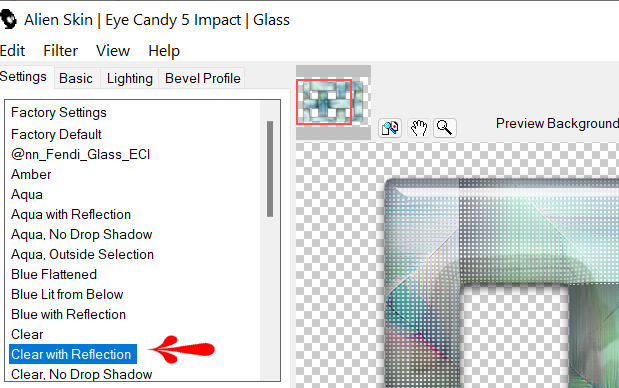 Alien Skin | Eye Candy 5 Impact | Glass
Edit Filter View Help
Settings Basic Lighting Bevel Profile
Preview Background
Factory Settings
Factory Default
@nn_Fendi_Glass_ECI
Amber
Aqua
Aqua with Reflection
Aqua, No Drop Shadow
Aqua, Outside Selection
Blue Flattened
Blue Lit from Below
Blue with Reflection
Clear
Clear with Reflection
Clear, No Drop Shadow